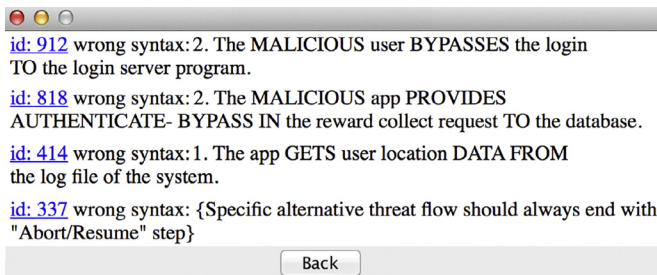 id: 912 wrong syntax: 2. The MALICIOUS user BYPASSES the login
TO the login server program.
id: 818 wrong syntax: 2. The MALICIOUS app PROVIDES
AUTHENTICATE- BYPASS IN the reward collect request TO the database.
id: 414 wrong syntax: 1. The app GETS user location DATA FROM
the log file of the system.
id: 337 wrong syntax: {Specific alternative threat flow should always end with
"Abort/Resume" step}
Back